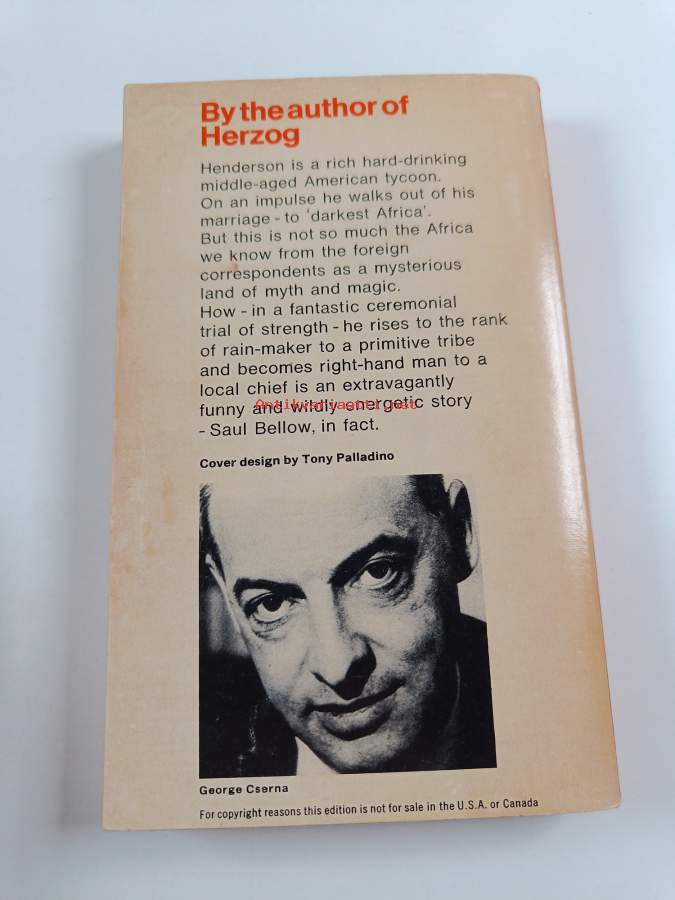 By the author of
Herzog
Henderson is a rich hard-drinking
middle-aged American tycoon.
On an impulse he walks out of his
marriage - to 'darkest Africa'.
But this is not so much the Africa
we know from the foreign
correspondents as a mysterious
land of myth and magic.
How - in a fantastic ceremonial
trial of strength - he rises to the rank
of rain-maker to a primitive tribe
and becomes right-hand man to a
local chief is an extravagantly
funny and wildly energetic story
Antikvariaatti.net
- Saul Bellow, in fact.
Cover design by Tony Palladino
George Cserna
For copyright reasons this edition is not for sale in the U.S.A. or Canada